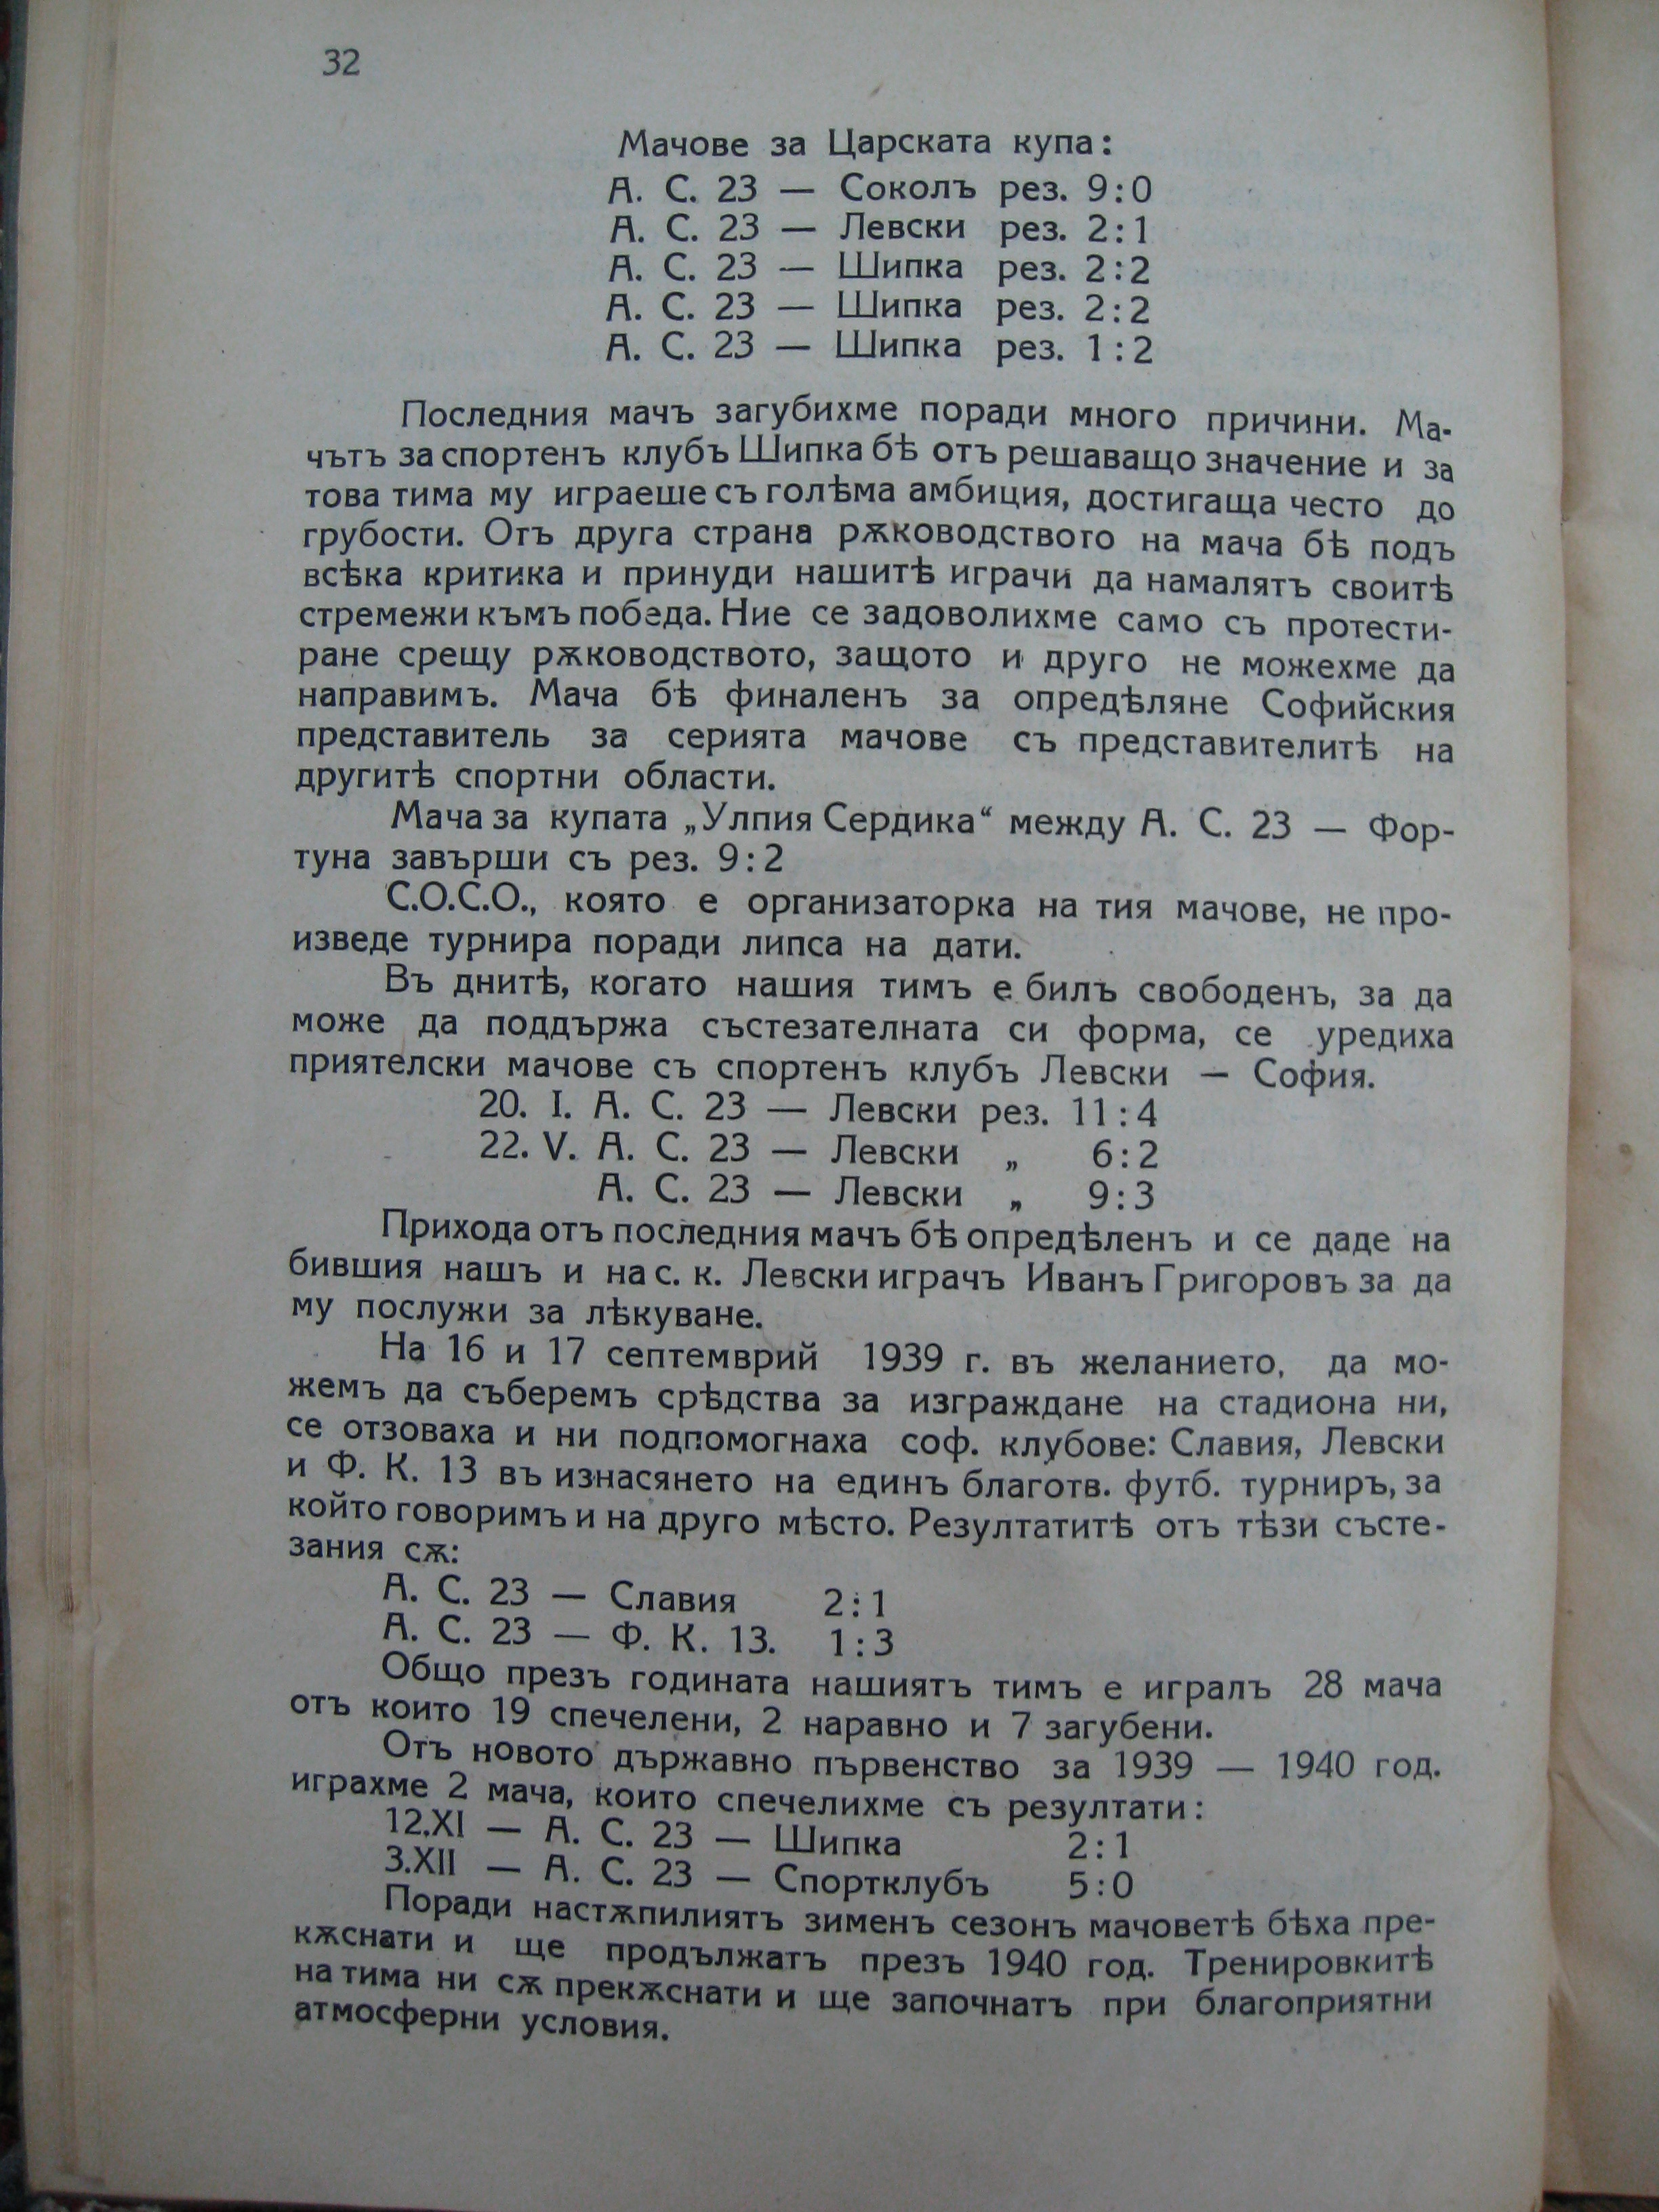 32
Мачове за Царската купа:
А. С. 23 — Соколъ рез. 9:0
А. С. 23 — Левски рез. 2:1
А. С. 23 — Шипка рез. 2:2
А. С. 23 — Шипка рез. 2:2
А. С. 23 — Шипка рез. 1:2
Последния мачъ загубихме поради много причини. Ма-
чътъ за спортенъ клубъ Шипка бѣ отъ решаващо значение и за
това тима му играеше съ голѣма амбиция, достигаща често до
грубости. Отъ друга страна рѫководството на мача бѣ подъ
всѣка критика и принуди нашитѣ играчи да намалятъ своитѣ
стремежи къмъ победа. Ние се задоволихме само съ протести-
ране срещу рѫководството, защото и друго не можехме да
направимъ. Мача бѣ финаленъ за опредѣляне Софийския
представитель за серията мачове съ представителитѣ на
другитѣ спортни области.
Мача за купата „Улпия Сердика“ между А. С. 23 — Фор-
туна завърши съ рез. 9:2
С.О.С.О., която е организаторка на тия мачове, не про-
изведе турнира поради липса на дати.
Въ днитѣ, когато нашия тимъ е билъ свободенъ, за да
може да поддържа състезателната си форма, се уредиха
приятелски мачове съ спортенъ клубъ Левски — София.
20. I. А. С. 23 — Левски рез. 11:4
22. V. А. С. 23 — Левски „ 6:2
А. С. 23 — Левски „ 9:3
Прихода отъ последния мачъ бѣ опредѣленъ и се даде на
бившия нашъ и на с. к. Левски играчъ Иванъ Григоровъ за да
му послужи за лѣкуване.
На 16 и 17 септемврий 1939 г. въ желанието, да мо-
жемъ да съберемъ срѣдства за изграждане на стадиона ни,
се отзоваха и ни подпомогнаха соф. клубове: Славия, Левски
и Ф. К. 13 въ изнасянето на единъ благотв. футб. турниръ, за
който говоримъ и на друго мѣсто. Резултатитѣ отъ тѣзи състе-
зания сѫ:
А. С. 23 — Славия 2:1
А. С. 23 — Ф. К. 13. 1:3
Общо презъ годината нашиятъ тимъ е игралъ 28 мача
отъ които 19 спечелени, 2 наравно и 7 загубени.
Отъ новото държавно първенство за 1939 — 1940 год.
играхме 2 мача, които спечелихме съ резултати:
12.XI — А. С. 23 — Шипка 2:1
3.XII — А. С. 23 — Спортклубъ 5:0
Поради настѫпилиятъ зименъ сезонъ мачоветѣ бѣха пре-
кѫснати и ще продължатъ презъ 1940 год. Тренировкитѣ
на тима ни сѫ прекѫснати и ще започнатъ при благоприятни
атмосферни условия.